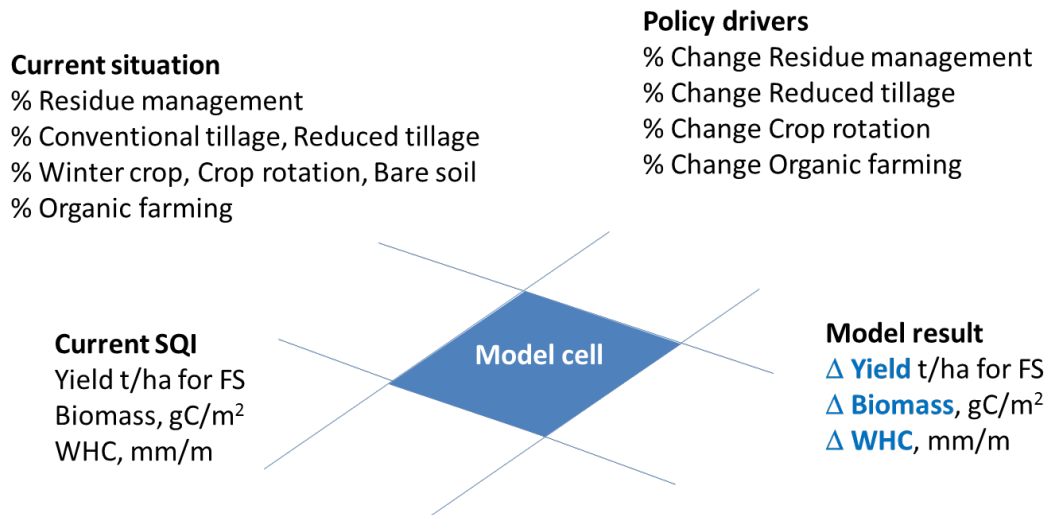 Current situation
% Residue management
% Conventional tillage, Reduced tillage
% Winter crop, Crop rotation, Bare soil
% Organic farming
Policy drivers
% Change Residue management
% Change Reduced tillage
% Change Crop rotation
% Change Organic farming
Current SQI
Yield t/ha for FS
Biomass, gC/m²
WHC, mm/m
Model cell
Model result
Δ Yield t/ha for FS
Δ Biomass, gC/m²
Δ WHC, mm/m